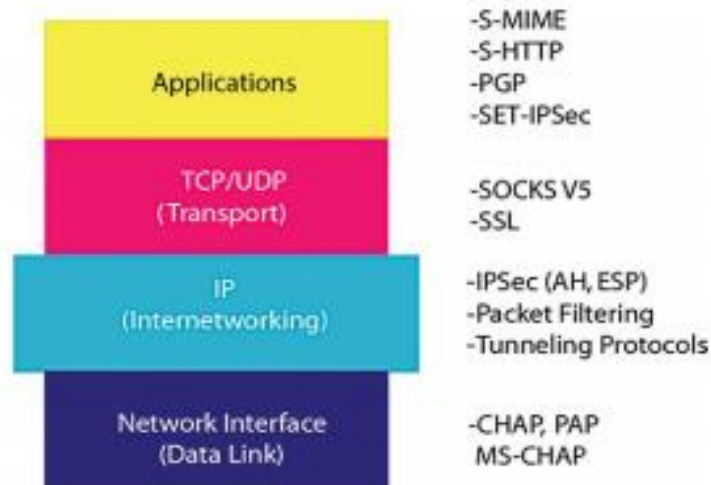 Applications
-S-MIME
-S-HTTP
-PGP
-SET-IPSec
TCP/UDP
(Transport)
-SOCKS V5
-SSL
IP
(Internetworking)
-IPSec (AH, ESP)
-Packet Filtering
-Tunneling Protocols
Network Interface
(Data Link)
-CHAP, PAP
MS-CHAP